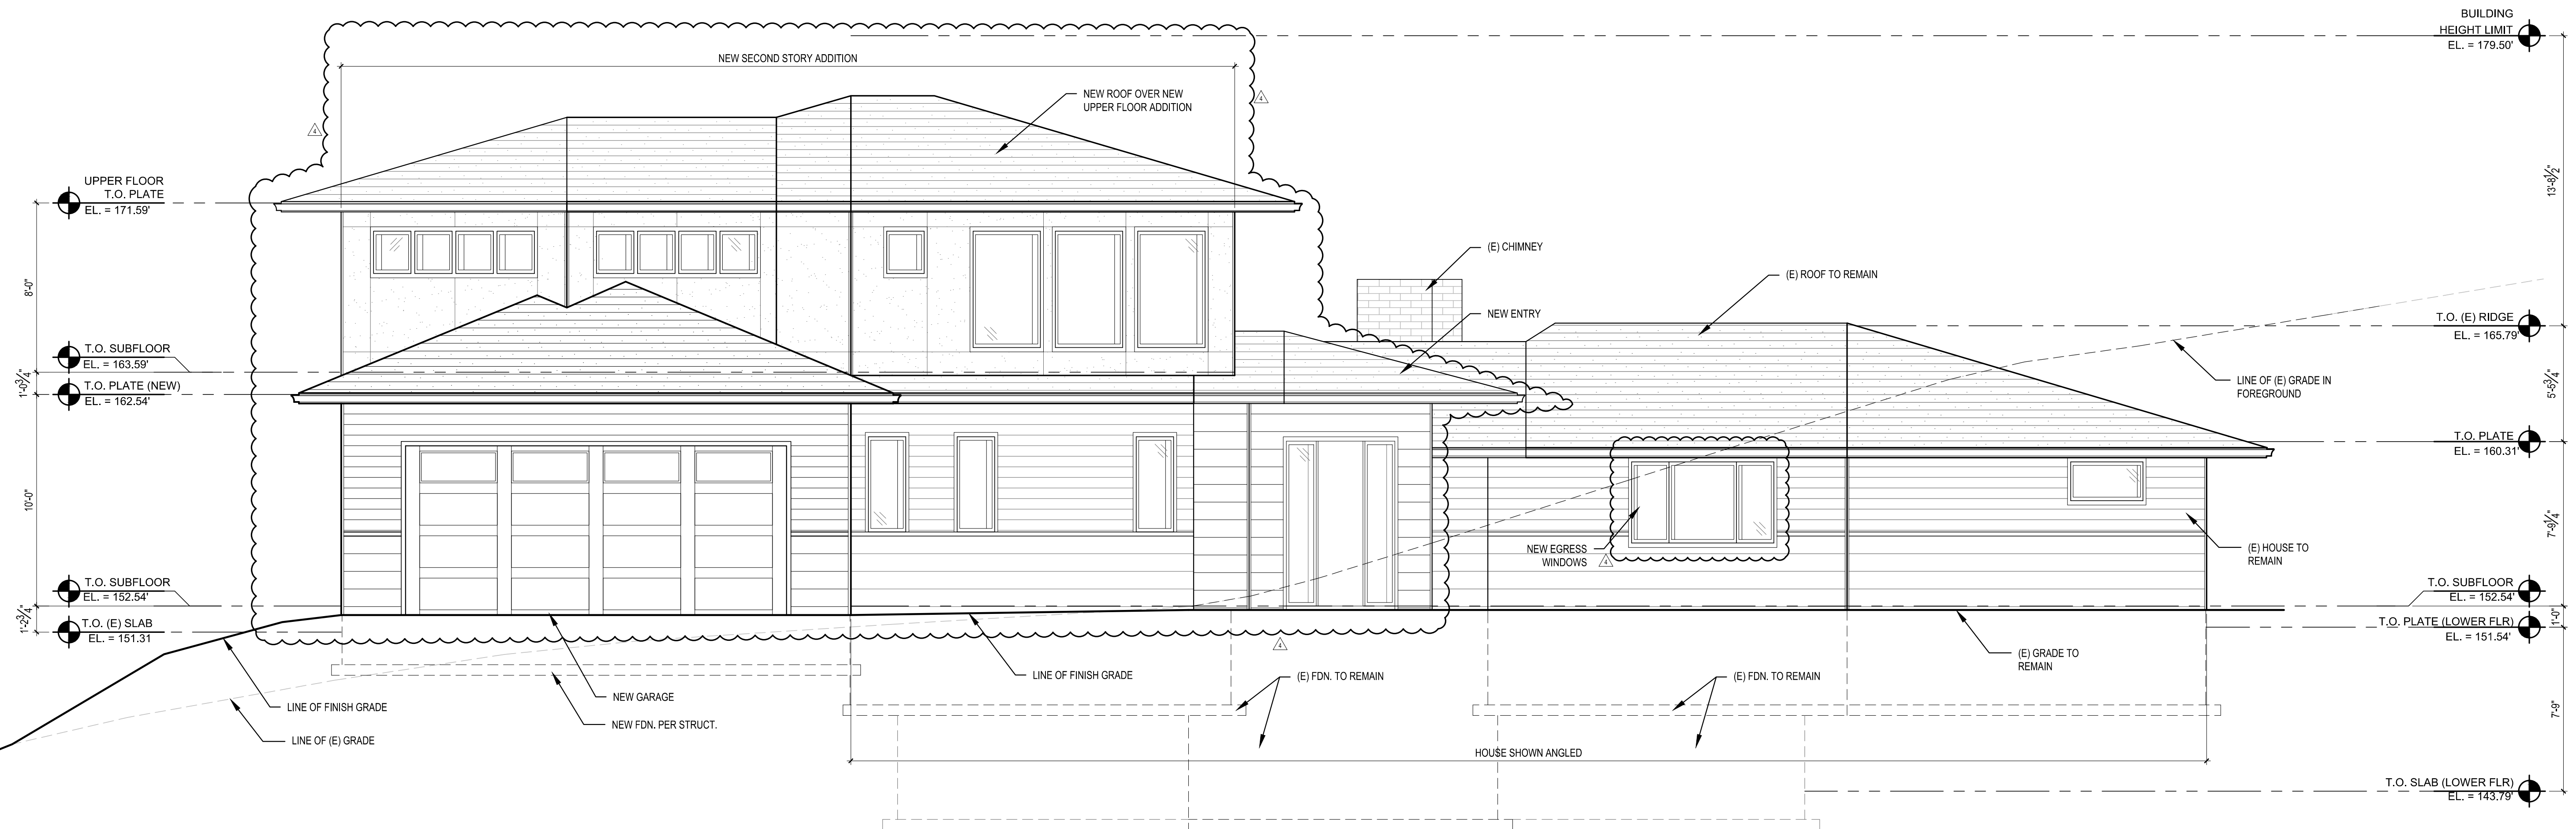 BUILDING
HEIGHT LIMIT
EL. = 179.50'
NEW SECOND STORY ADDITION
NEW ROOF OVER NEW
UPPER FLOOR ADDITION
4
4
13'-8 1/2"
UPPER FLOOR
T.O. PLATE
EL. = 171.59'
(E) CHIMNEY
(E) ROOF TO REMAIN
8'-0"
NEW ENTRY
T.O. (E) RIDGE
EL. = 165.79'
T.O. SUBFLOOR
EL. = 163.59'
1'-0 3/4"
T.O. PLATE (NEW)
EL. = 162.54'
LINE OF (E) GRADE IN
FOREGROUND
5'-5 3/4"
T.O. PLATE
EL. = 160.31'
10'-0"
7'-9 1/4"
NEW EGRESS
WINDOWS
4
(E) HOUSE TO
REMAIN
T.O. SUBFLOOR
EL. = 152.54'
T.O. SUBFLOOR
EL. = 152.54'
1'-2 3/4"
T.O. (E) SLAB
EL. = 151.31
1'-0"
T.O. PLATE (LOWER FLR)
EL. = 151.54'
4
(E) GRADE TO
REMAIN
LINE OF FINISH GRADE
(E) FDN. TO REMAIN
(E) FDN. TO REMAIN
NEW GARAGE
LINE OF FINISH GRADE
NEW FDN. PER STRUCT.
7'-9"
LINE OF (E) GRADE
HOUSE SHOWN ANGLED
T.O. SLAB (LOWER FLR)
EL. = 143.79'